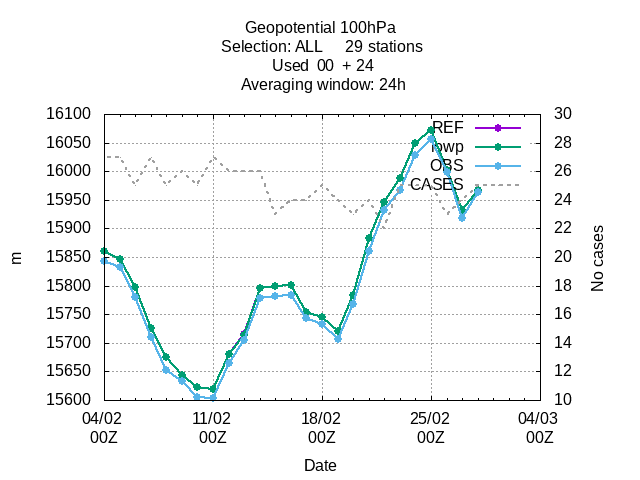 Geopotential 100hPa
Selection: ALL 29 stations
Used 00 + 24
Averaging window: 24h
16100
16050
16000
15950
15900
15850
15800
15750
15700
15650
15600
m
30
28
26
24
22
20
18
16
14
12
10
No cases
REF
iowp
OBS
CASES
04/02 11/02 18/02 25/02 04/03
00Z 00Z 00Z 00Z 00Z
Date